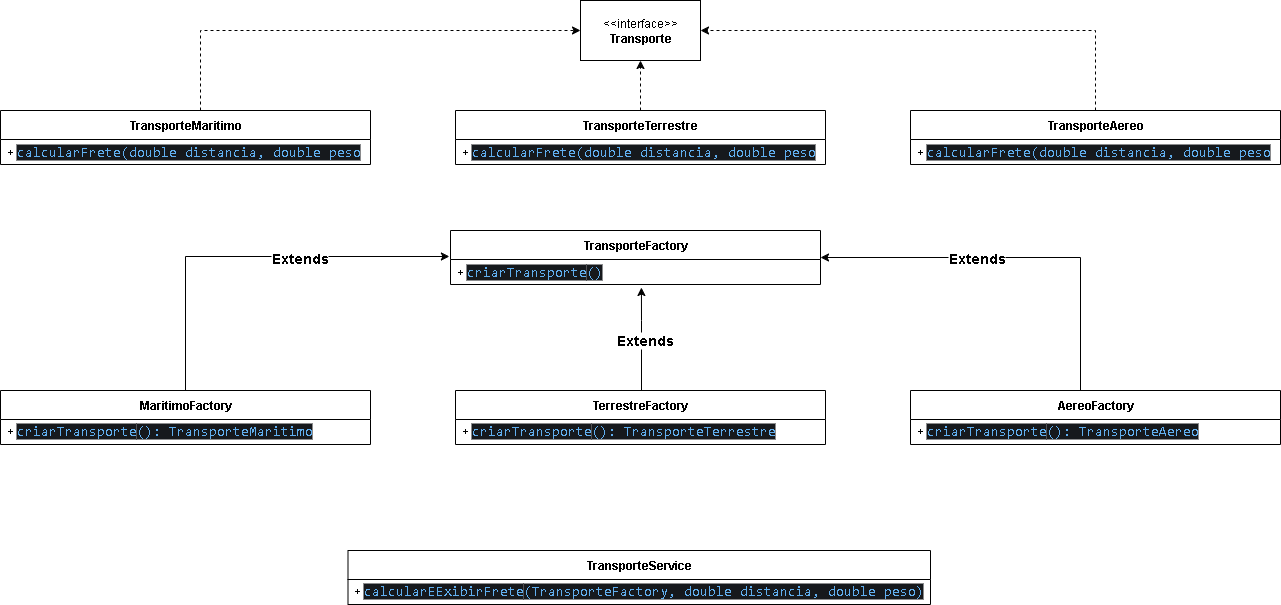 <<interface>>
Transporte
TransporteMaritimo
+ calcularFrete(double distancia, double peso
TransporteTerrestre
+ calcularFrete(double distancia, double peso
TransporteAereo
+ calcularFrete(double distancia, double peso
TransporteFactory
+ criarTransporte()
Extends
Extends
Extends
MaritimoFactory
+ criarTransporte(): TransporteMaritimo
TerrestreFactory
+ criarTransporte(): TransporteTerrestre
AereoFactory
+ criarTransporte(): TransporteAereo
TransporteService
+ calcularEExibirFrete(TransporteFactory, double distancia, double peso)